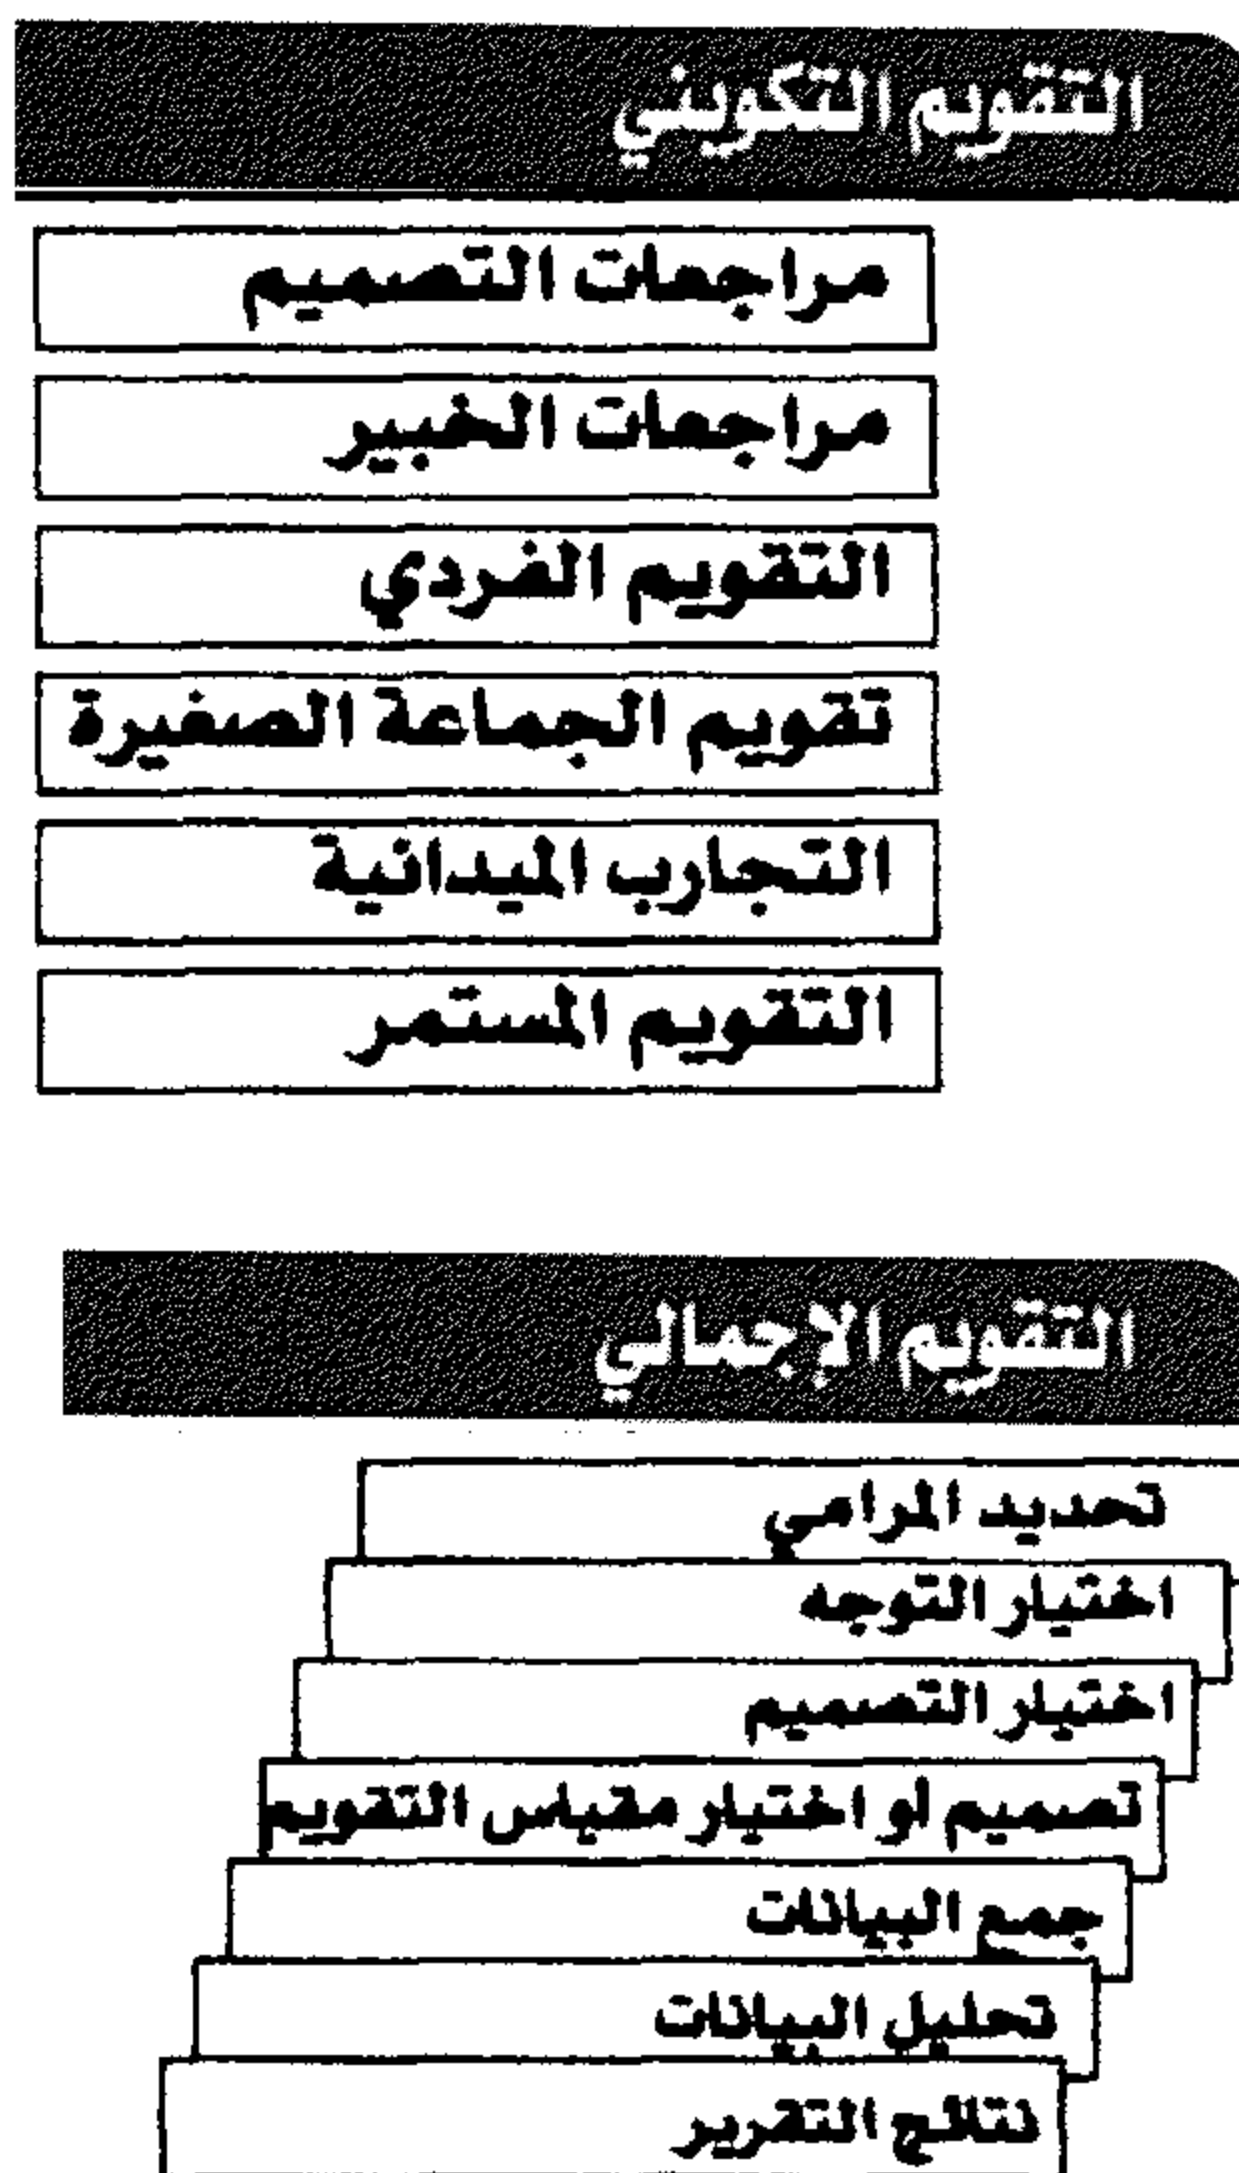 التقويم التكويني
مراجعات التصميم
مراجعات الخبير
التقويم الفردي
تقويم الجماعة الصغيرة
التجارب الميدانية
التقويم المستمر
التقويم الإجمالي
تحديد المرامي
اختيار التوجه
اختيار التصميم
تصميم أو اختيار مقياس التقويم
جمع البيانات
تحليل البيانات
نتائج التقرير